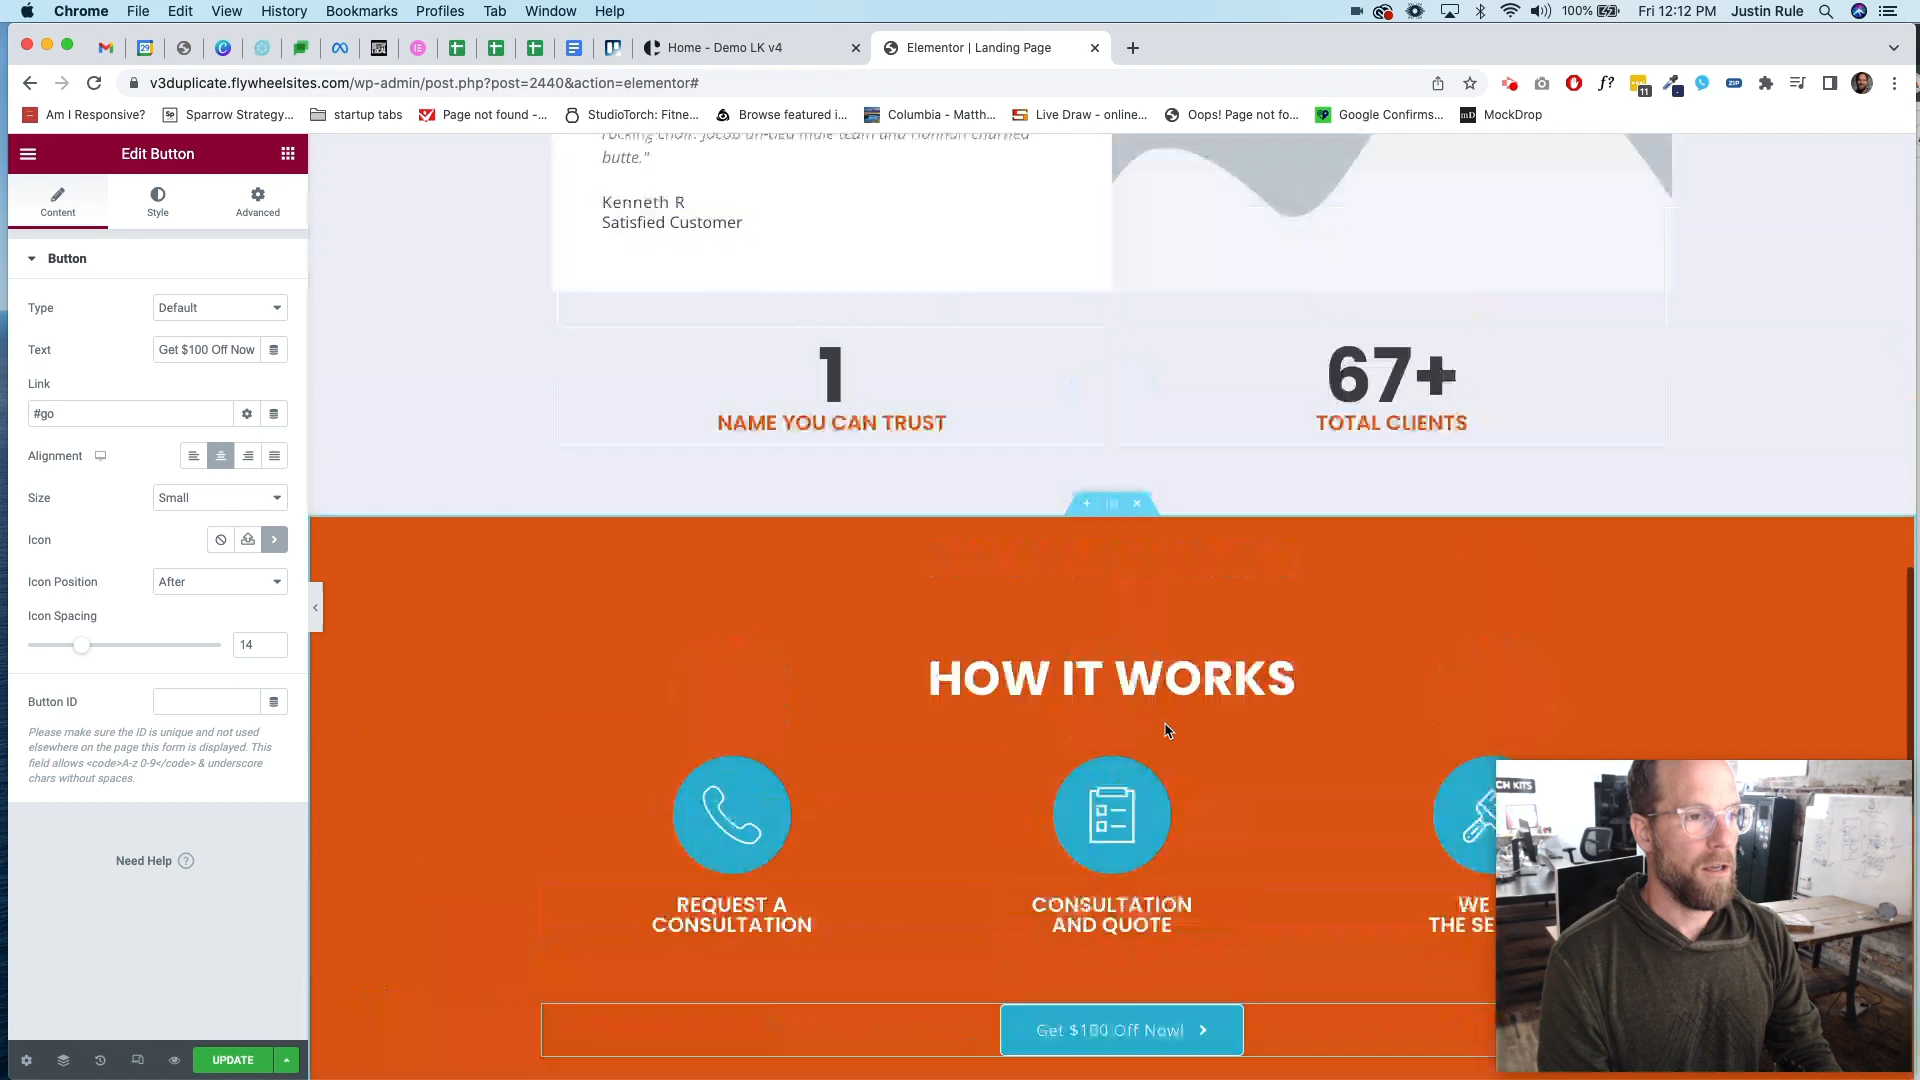 Chrome File Edit View History Bookmarks Profiles Tab Window Help 100% Fri 12:12 PM Justin Rule
Home - Demo LK v4
Elementor | Landing Page
v3duplicate.flywheelsites.com/wp-admin/post.php?post=2440&action=elementor#
Am I Responsive? Sparrow Strategy... startup tabs Page not found -... StudioTorch: Fitne... Browse featured i... Columbia - Matth... Live Draw - online... Oops! Page not fo... Google Confirms... MockDrop
Edit Button
Content Style Advanced
Button
Type Default
Text Get $100 Off Now
Link
#go
Alignment
Size Small
Icon
Icon Position After
Icon Spacing
14
Button ID
Please make sure the ID is unique and not used
elsewhere on the page this form is displayed. This
field allows <code>A-z 0-9</code> & underscore
chars without spaces.
Need Help ?
UPDATE
rocking chair. Jacob
butte."
Kenneth R
Satisfied Customer
1
NAME YOU CAN TRUST
67+
TOTAL CLIENTS
HOW IT WORKS
REQUEST A
CONSULTATION
CONSULTATION
AND QUOTE
WE
THE SE
Get $100 Off Now!
CH KITS